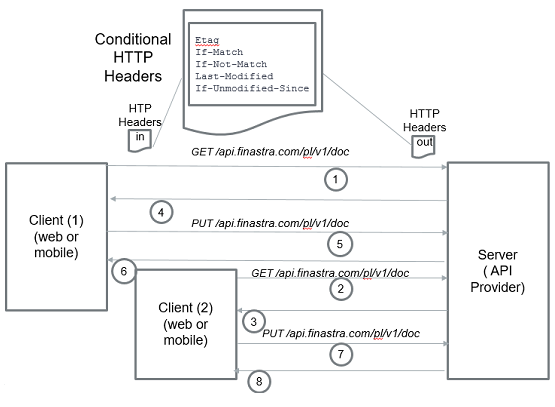 Conditional
HTTP
Headers
Etag
If-Match
If-Not-Match
Last-Modified
If-Unmodified-Since
HTP
Headers
in
HTTP
Headers
out
GET /api.finastra.com/pl/v1/doc
1
4
PUT /api.finastra.com/pl/v1/doc
5
Client (1)
(web or
mobile)
Server
( API
Provider)
6
GET /api.finastra.com/pl/v1/doc
2
Client (2)
(web or
mobile)
3
PUT /api.finastra.com/pl/v1/doc
7
8